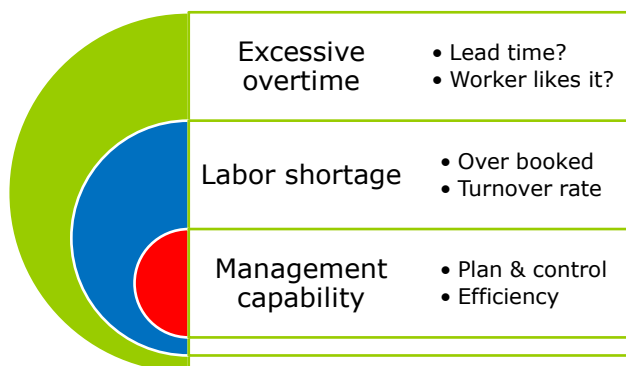 Excessive
overtime
• Lead time?
• Worker likes it?
Labor shortage
• Over booked
• Turnover rate
Management
capability
• Plan & control
• Efficiency